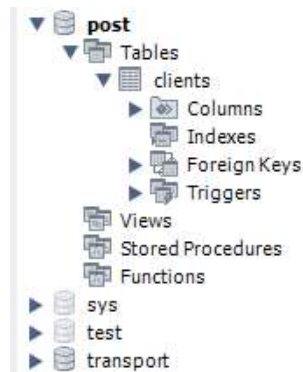 post
Tables
clients
Columns
Indexes
Foreign Keys
Triggers
Views
Stored Procedures
Functions
sys
test
transport